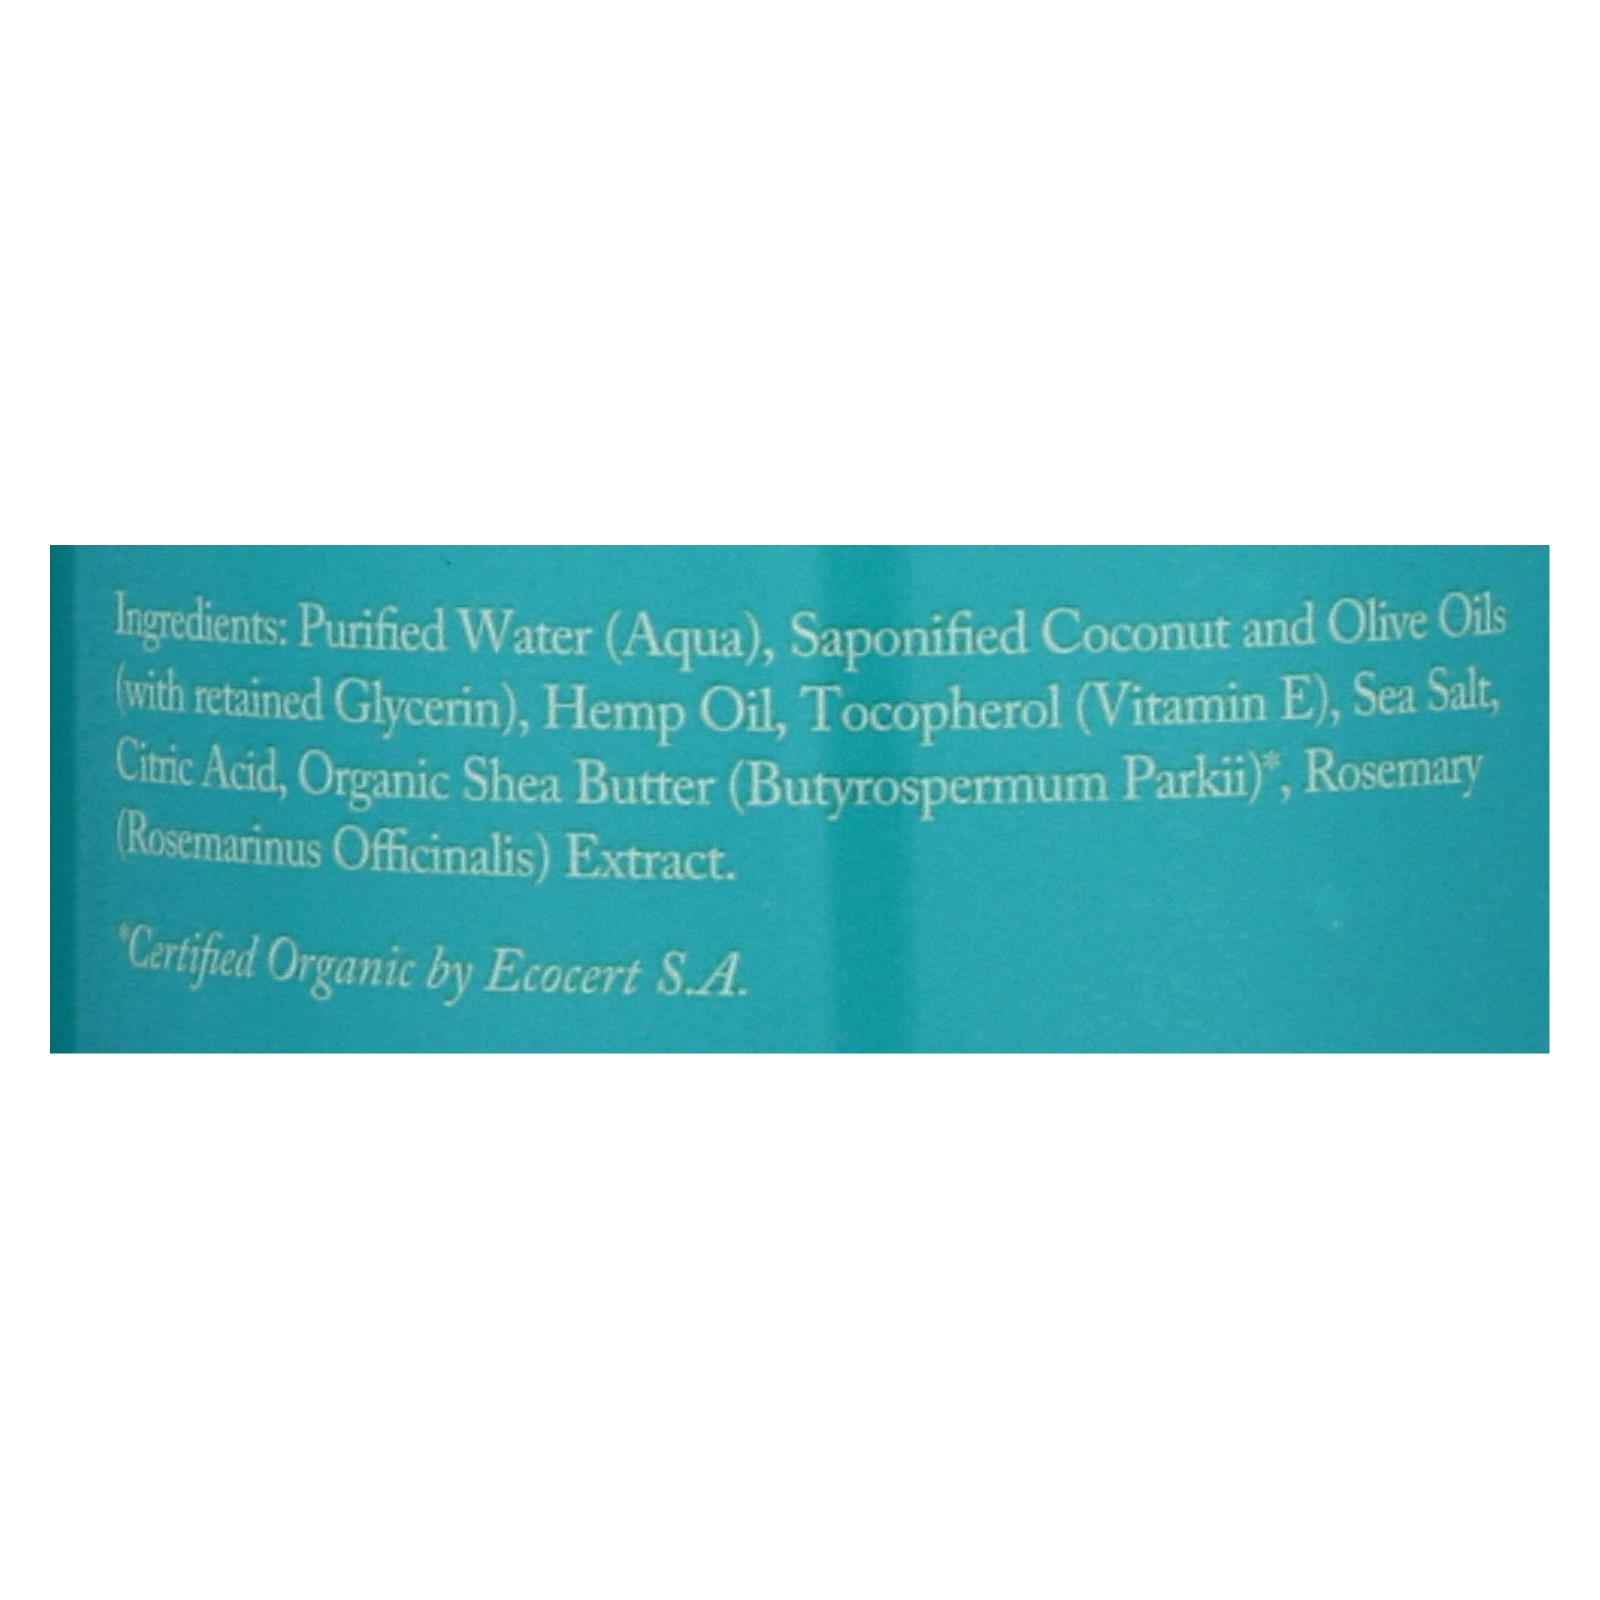 Ingredients: Purified Water (Aqua), Saponified Coconut and Olive Oils
(with retained Glycerin), Hemp Oil, Tocopherol (Vitamin E), Sea Salt,
Citric Acid, Organic Shea Butter (Butyrospermum Parkii)*, Rosemary
(Rosemarinus Officinalis) Extract.
*Certified Organic by Ecocert S.A.